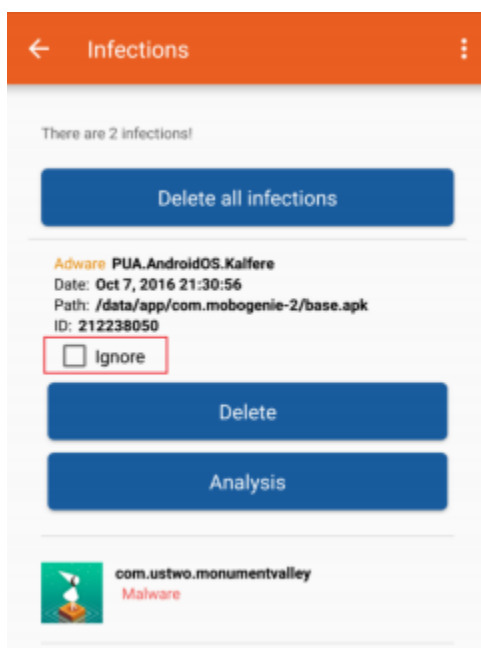 Infections
There are 2 infections!
Delete all infections
Adware PUA.AndroidOS.Kalfere
Date: Oct 7, 2016 21:30:56
Path: /data/app/com.mobogenie-2/base.apk
ID: 212238050
Ignore
Delete
Analysis
com.ustwo.monumentvalley
Malware